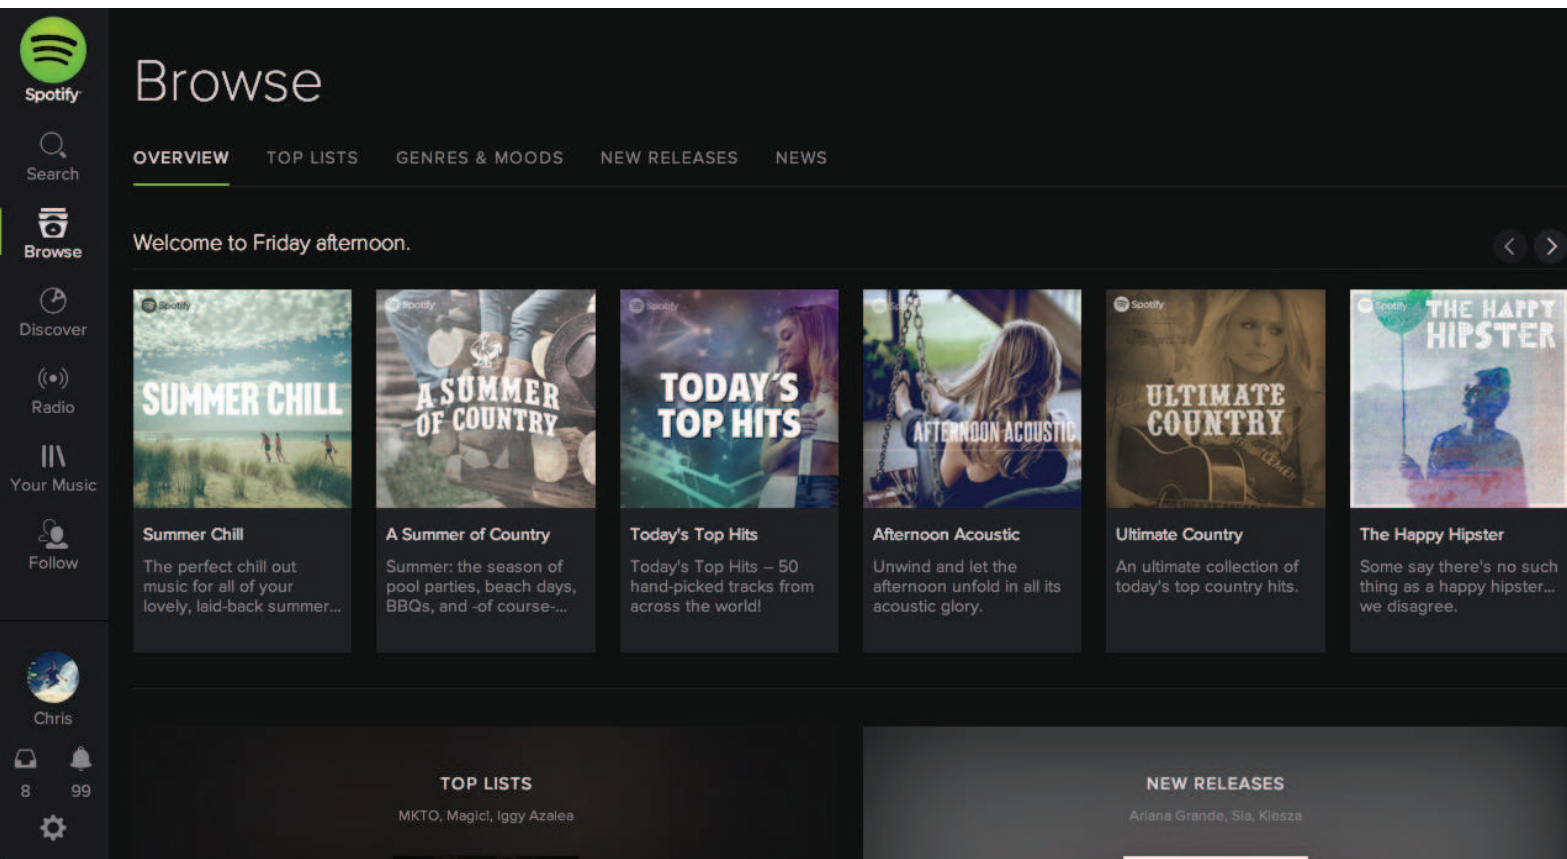 Spotify
Search
Browse
Discover
Radio
Your Music
Follow
Chris
8 99
Browse
OVERVIEW TOP LISTS GENRES & MOODS NEW RELEASES NEWS
Welcome to Friday afternoon.
Spotify
SUMMER CHILL
Summer Chill
The perfect chill out
music for all of your
lovely, laid-back summer...
Spotify
A SUMMER
OF COUNTRY
A Summer of Country
Summer: the season of
pool parties, beach days,
BBQs, and -of course-...
Spotify
TODAY'S
TOP HITS
Today's Top Hits
Today's Top Hits – 50
hand-picked tracks from
across the world!
AFTERNOON ACOUSTIC
Afternoon Acoustic
Unwind and let the
afternoon unfold in all its
acoustic glory.
Spotify
ULTIMATE
COUNTRY
Ultimate Country
An ultimate collection of
today's top country hits.
Spotify
THE HAPPY
HIPSTER
The Happy Hipster
Some say there's no such
thing as a happy hipster...
we disagree.
TOP LISTS
MKTO, Magic!, Iggy Azalea
NEW RELEASES
Ariana Grande, Sia, Kiesza